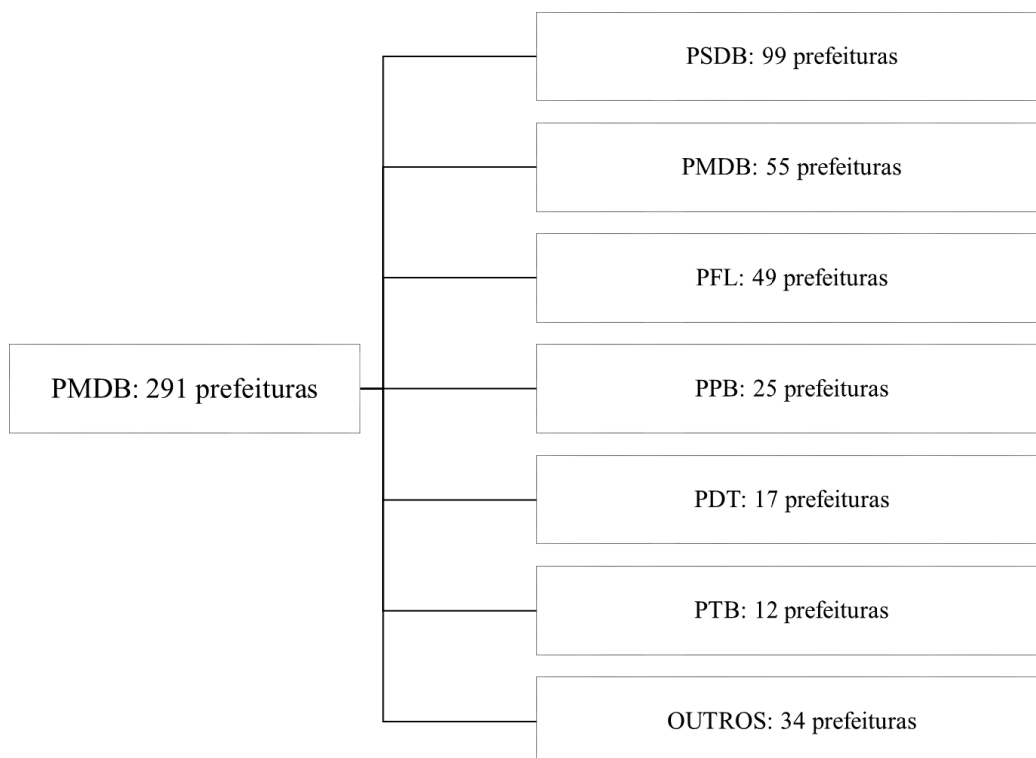 PSDB: 99 prefeituras
PMDB: 55 prefeituras
PFL: 49 prefeituras
PMDB: 291 prefeituras
PPB: 25 prefeituras
PDT: 17 prefeituras
PTB: 12 prefeituras
OUTROS: 34 prefeituras